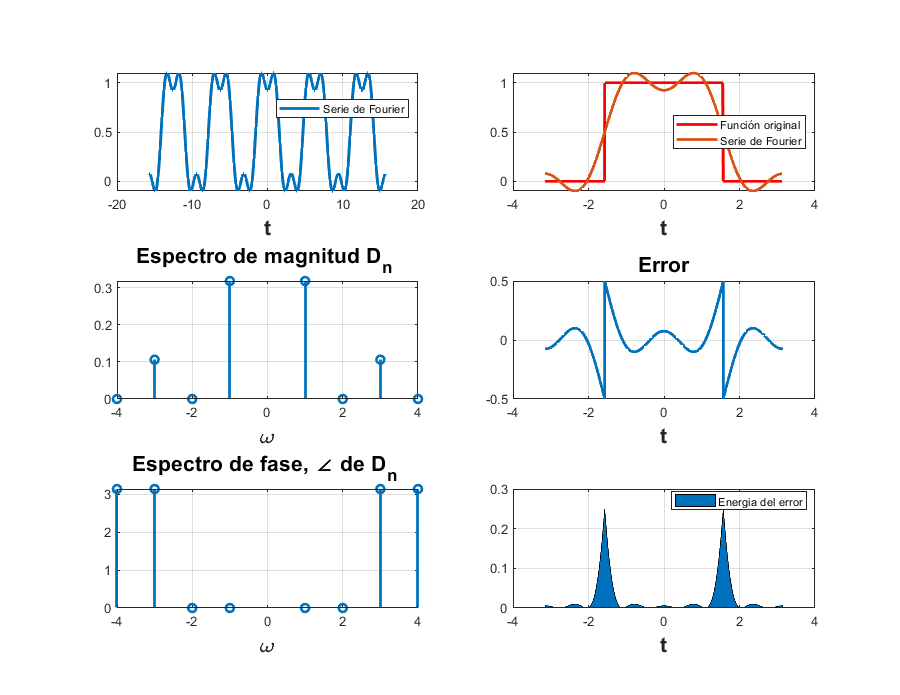 1
0.5
0
Serie de Fourier
-20 -10 0 10 20
t
1
0.5
0
Función original
Serie de Fourier
-4 -2 0 2 4
t
Espectro de magnitud Dn
0.3
0.2
0.1
0
-4 -2 0 2 4
ω
Error
0.5
0
-0.5
-4 -2 0 2 4
t
Espectro de fase, ∠ de Dn
3
2
1
0
-4 -2 0 2 4
ω
0.3
0.2
0.1
0
Energia del error
-4 -2 0 2 4
t